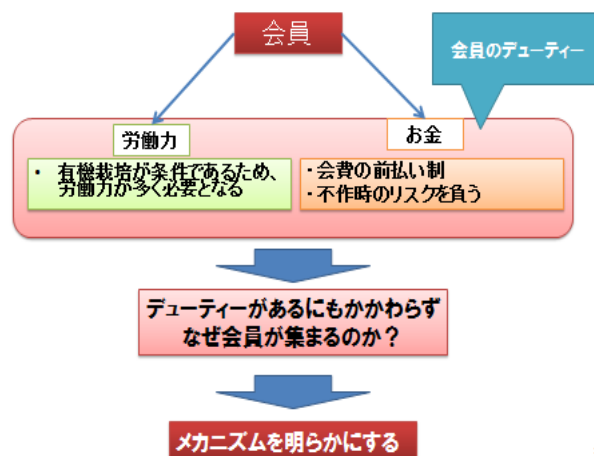 会員
会員のデューティー
労働力
・ 有機栽培が条件であるため、
労働力が多く必要となる
お金
・会費の前払い制
・不作時のリスクを負う
デューティーがあるにもかかわらず
なぜ会員が集まるのか？
メカニズムを明らかにする